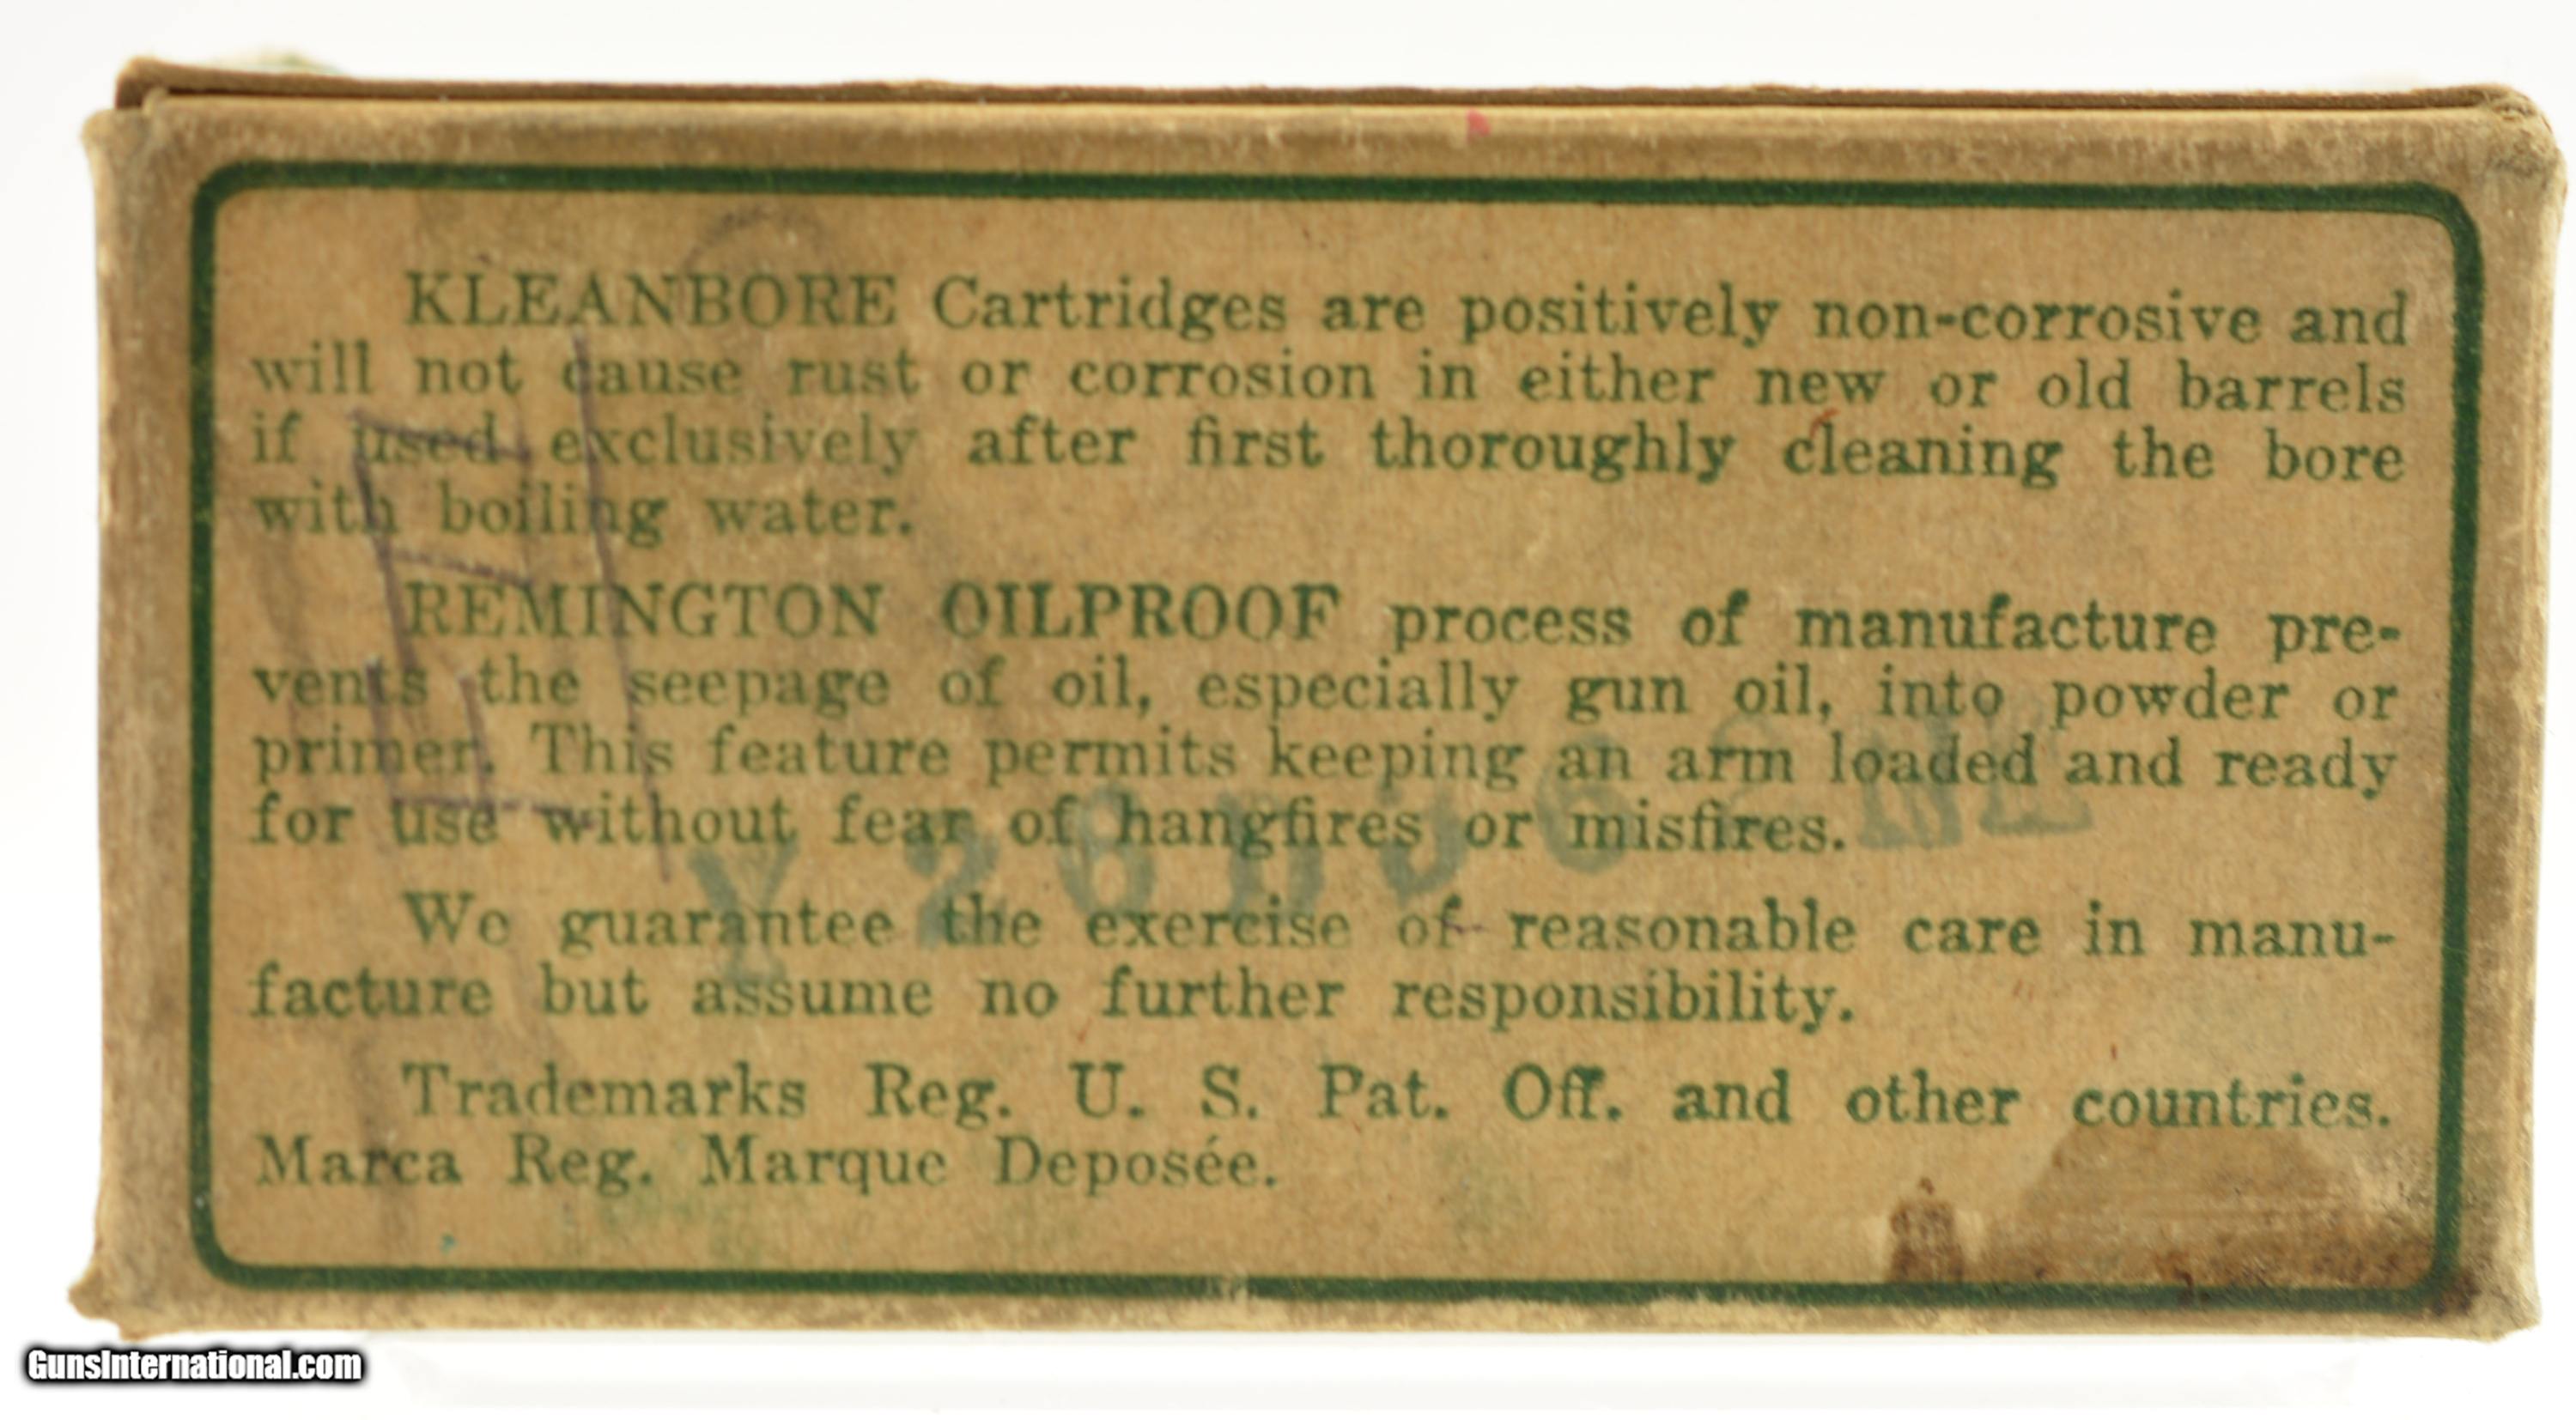 KLEANBORE Cartridges are positively non-corrosive and
will not cause rust or corrosion in either new or old barrels
if used exclusively after first thoroughly cleaning the bore
with boiling water.
REMINGTON OILPROOF process of manufacture pre-
vents the seepage of oil, especially gun oil, into powder or
primer. This feature permits keeping an arm loaded and ready
for use without fear of hangfires or misfires.
We guarantee the exercise of reasonable care in manu-
facture but assume no further responsibility.
Trademarks Reg. U. S. Pat. Off. and other countries.
Marca Reg. Marque Deposée.
GunsInternational.com